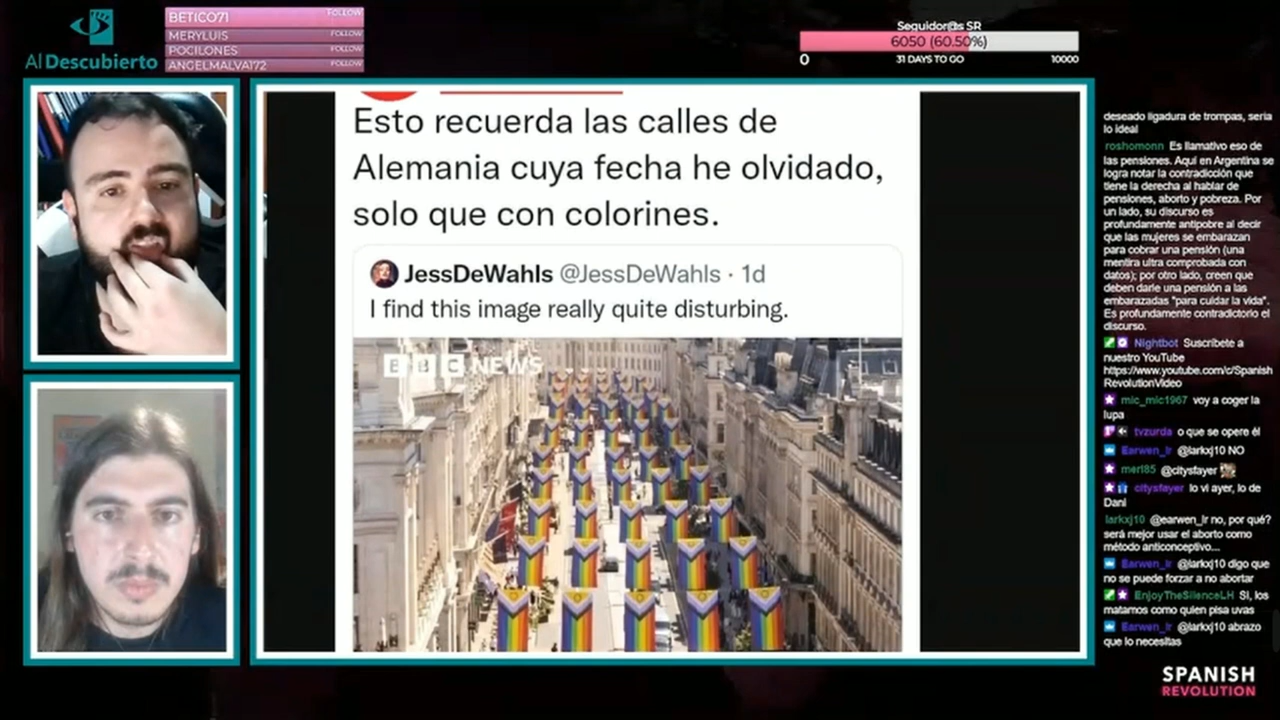 Al Descubierto
BETICO71 FOLLOW
MERYLUIS FOLLOW
POCILONES FOLLOW
ANGELMALVA172 FOLLOW
Seguidor@s SR
6050 (60.50%)
0 31 DAYS TO GO 10000
Esto recuerda las calles de
Alemania cuya fecha he olvidado,
solo que con colorines.
JessDeWahls @JessDeWahls · 1d
I find this image really quite disturbing.
BBC NEWS
deseado ligadura de trompas, sería
lo ideal
roshomonn Es llamativo eso de
las pensiones. Aquí en Argentina se
logra notar la contradicción que
tiene la derecha al hablar de
pensiones, aborto y pobreza. Por
un lado, su discurso es
profundamente antipobre al decir
que las mujeres se embarazan
para cobrar una pensión (una
mentira ultra comprobada con
datos); por otro lado, creen que
deben darle una pensión a las
embarazadas "para cuidar la vida".
Es profundamente contradictorio el
discurso.
Nightbot Suscríbete a
nuestro YouTube
https://www.youtube.com/c/Spanish
RevolutionVideo
mic_mic1967 voy a coger la
lupa
tvzurda o que se opere él
Earwen_Ir @larkxj10 NO
merl85 @citysfayer
citysfayer lo vi ayer, lo de
Dani
larkxj10 @earwen_Ir no, por qué?
será mejor usar el aborto como
método anticonceptivo...
Earwen_Ir @larkxj10 digo que
no se puede forzar a no abortar
EnjoyTheSilenceLH Si, los
matamos como quien pisa uvas
Earwen_Ir @larkxj10 abrazo
que lo necesitas
SPANISH
REVOLUTION